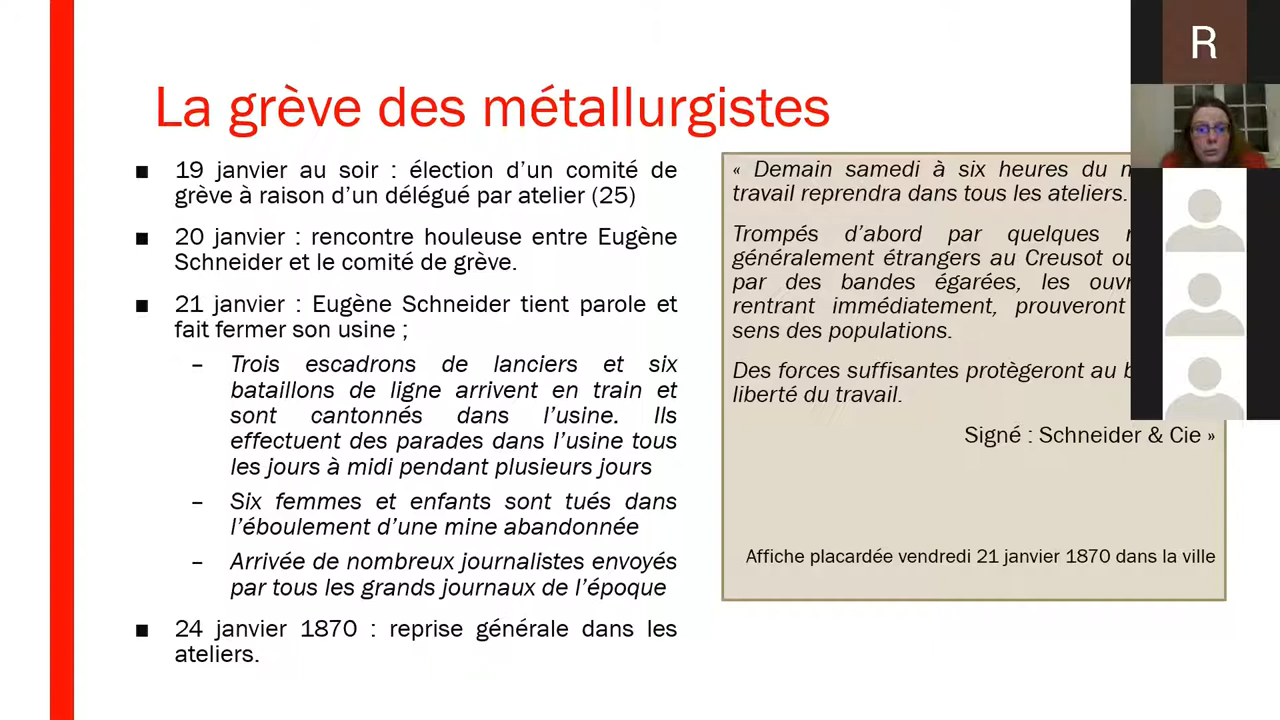 La grève des métallurgistes
■ 19 janvier au soir : élection d’un comité de
grève à raison d’un délégué par atelier (25)
■ 20 janvier : rencontre houleuse entre Eugène
Schneider et le comité de grève.
■ 21 janvier : Eugène Schneider tient parole et
fait fermer son usine ;
– Trois escadrons de lanciers et six
bataillons de ligne arrivent en train et
sont cantonnés dans l’usine. Ils
effectuent des parades dans l’usine tous
les jours à midi pendant plusieurs jours
– Six femmes et enfants sont tués dans
l’éboulement d’une mine abandonnée
– Arrivée de nombreux journalistes envoyés
par tous les grands journaux de l’époque
■ 24 janvier 1870 : reprise générale dans les
ateliers.
« Demain samedi à six heures du
travail reprendra dans tous les ateliers.
Trompés d’abord par quelques
généralement étrangers au Creusot
par des bandes égarées, les
rentrant immédiatement, prouveront
sens des populations.
Des forces suffisantes protègeront au
liberté du travail.
Signé : Schneider & Cie »
Affiche placardée vendredi 21 janvier 1870 dans la ville
R